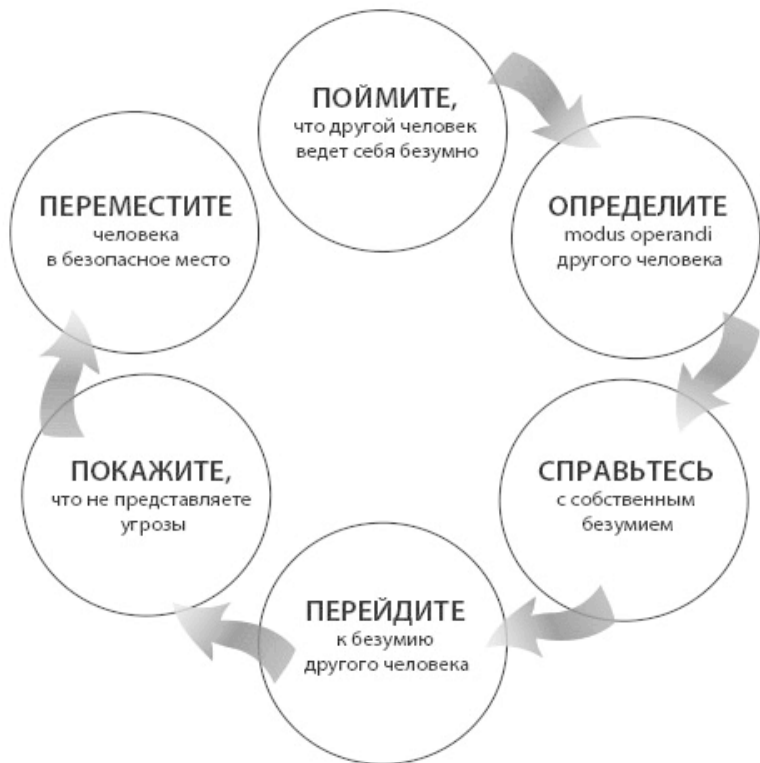 ПОЙМИТЕ,
что другой человек
ведет себя безумно
ОПРЕДЕЛИТЕ
modus operandi
другого человека
СПРАВЬТЕСЬ
с собственным
безумием
ПЕРЕЙДИТЕ
к безумию
другого человека
ПОКАЖИТЕ,
что не представляете
угрозы
ПЕРЕМЕСТИТЕ
человека
в безопасное место